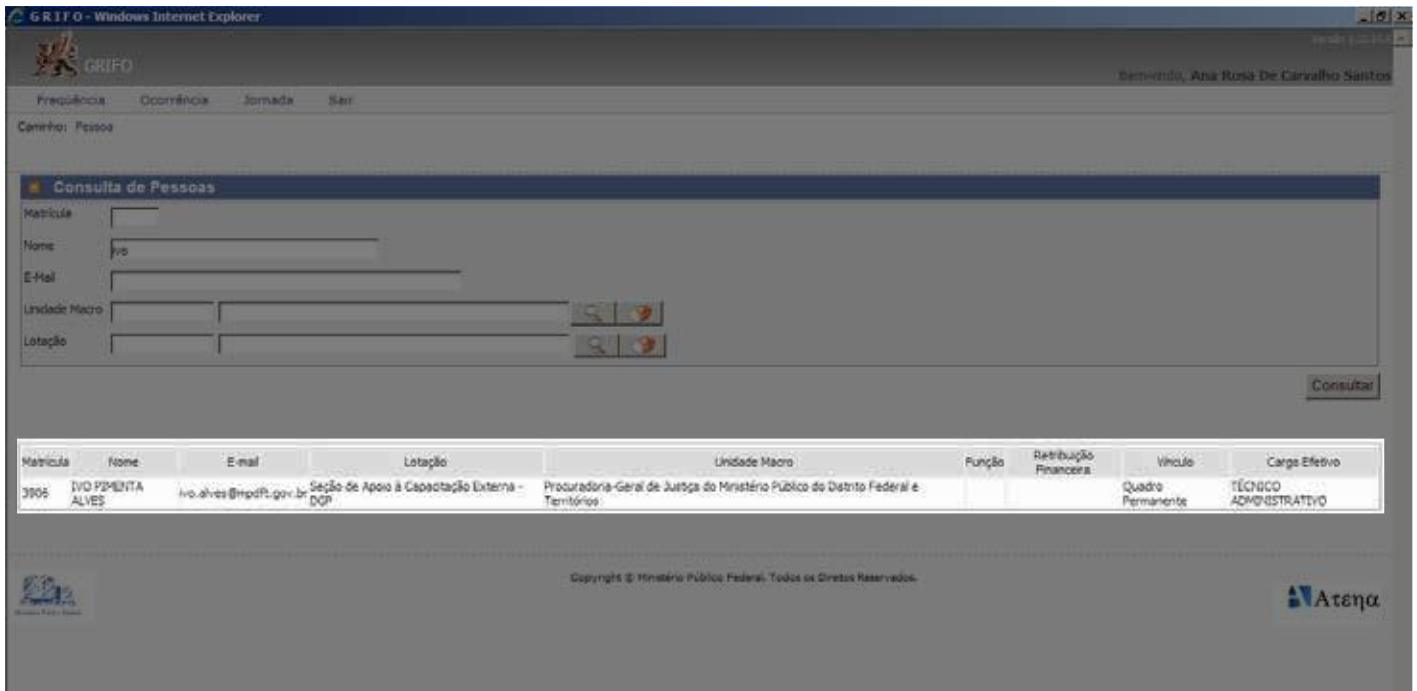 G R I F O - Windows Internet Explorer
GRIFO
Bem-vindo, Ana Rosa De Carvalho Santos
Freqüência Ocorrência Jornada Sair
Caminho: Pessoa
Consulta de Pessoas
Matrícula
Nome ivo
E-Mail
Unidade Macro
Lotação
Consultar
Matrícula Nome E-mail Lotação Unidade Macro Função Retribuição Financeira Vínculo Cargo Efetivo
3906 IVO PIMENTA ALVES ivo.alves@mpdft.gov.br Seção de Apoio à Capacitação Externa - DGP Procuradoria-Geral de Justiça do Ministério Público do Distrito Federal e Territórios Quadro Permanente TÉCNICO ADMINISTRATIVO
Copyright © Ministério Público Federal. Todos os Direitos Reservados.
Atena